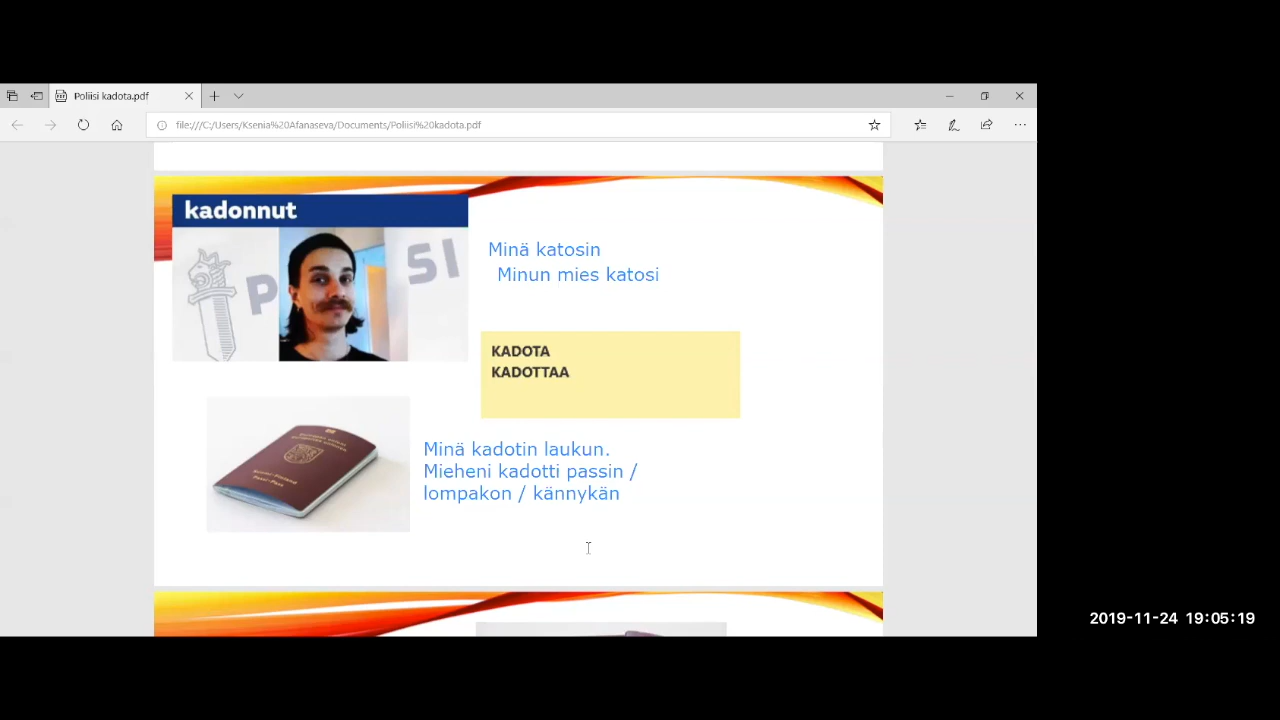 Poliisi kadota.pdf
file:///C:/Users/Ksenia%20Afanaseva/Documents/Poliisi%20kadota.pdf
kadonnut
P SI
Minä katosin
Minun mies katosi
KADOTA
KADOTTAA
Minä kadotin laukun.
Mieheni kadotti passin /
lompakon / kännykän
2019-11-24 19:05:19